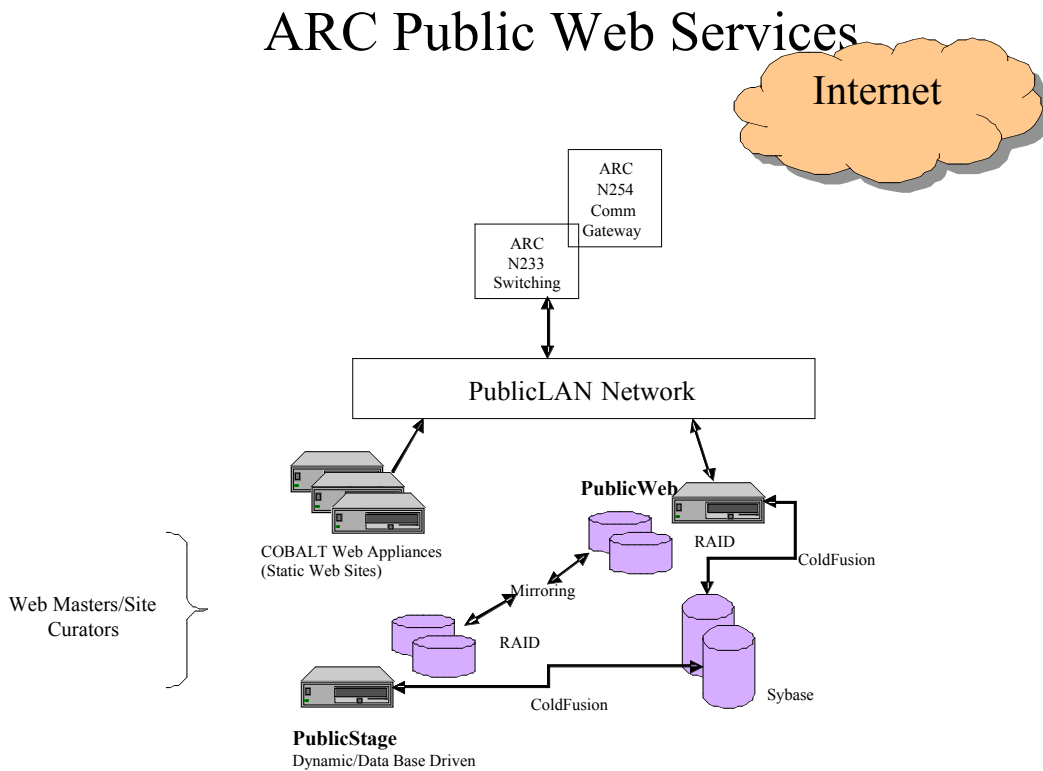 ARC Public Web Services
Internet
ARC
N254
Comm
Gateway
ARC
N233
Switching
PublicLAN Network
PublicWeb
RAID
ColdFusion
COBALT Web Appliances
(Static Web Sites)
Mirroring
Web Masters/Site
Curators
RAID
Sybase
ColdFusion
PublicStage
Dynamic/Data Base Driven